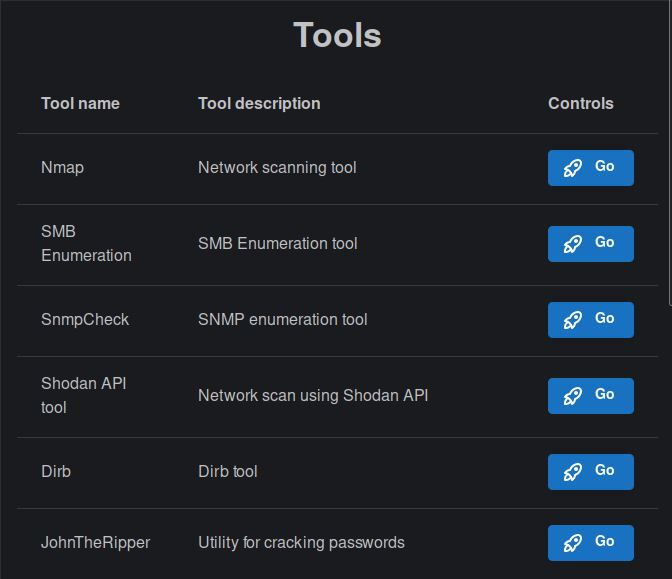 Tools
Tool name Tool description Controls
Nmap Network scanning tool Go
SMB
Enumeration SMB Enumeration tool Go
SnmpCheck SNMP enumeration tool Go
Shodan API
tool Network scan using Shodan API Go
Dirb Dirb tool Go
JohnTheRipper Utility for cracking passwords Go